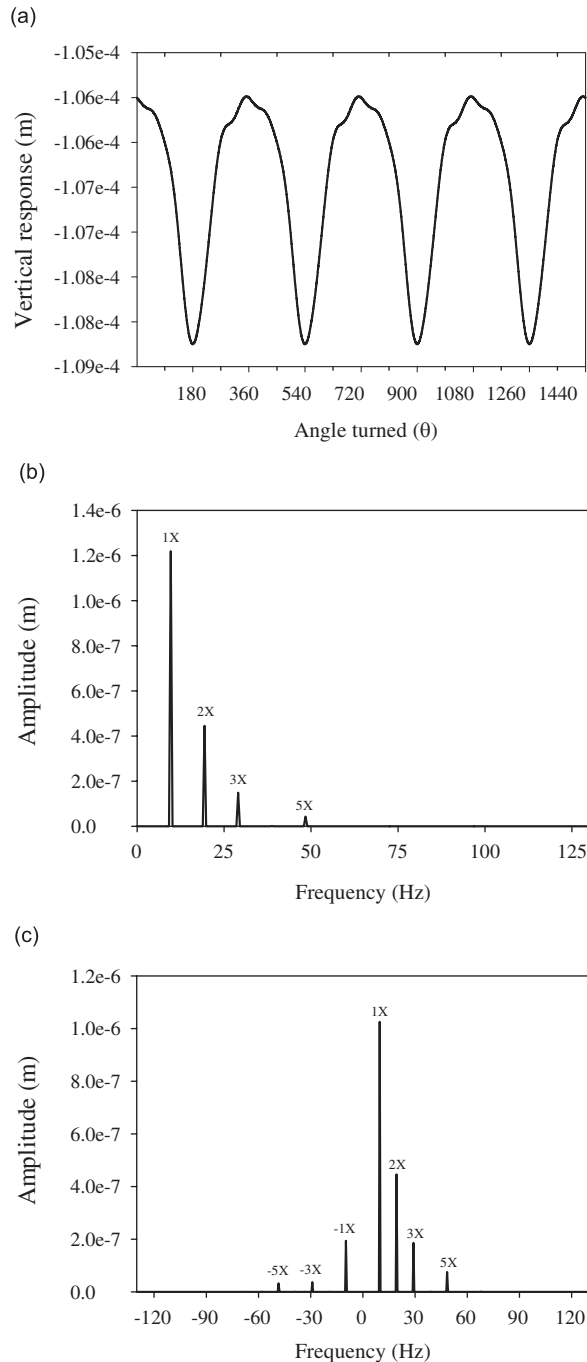 (a)
-1.05e-4
-1.06e-4
-1.06e-4
-1.07e-4
-1.07e-4
-1.08e-4
-1.08e-4
-1.09e-4
Vertical response (m)
180 360 540 720 900 1080 1260 1440
Angle turned (θ)
(b)
1.4e-6
1.2e-6
1.0e-6
8.0e-7
6.0e-7
4.0e-7
2.0e-7
0.0
Amplitude (m)
1X
2X
3X
5X
0 25 50 75 100 125
Frequency (Hz)
(c)
1.2e-6
1.0e-6
8.0e-7
6.0e-7
4.0e-7
2.0e-7
0.0
Amplitude (m)
1X
2X
-1X
3X
5X
-5X
-3X
-120 -90 -60 -30 0 30 60 90 120
Frequency (Hz)